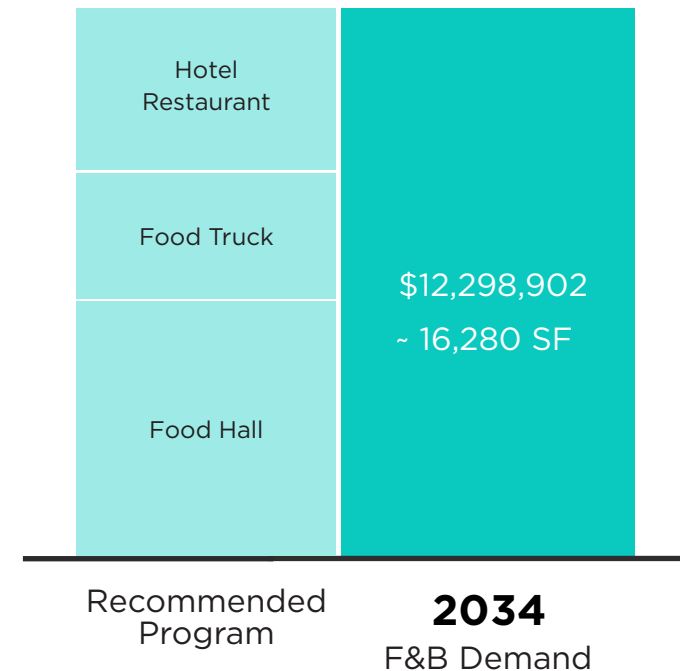 Hotel
Restaurant
Food Truck
Food Hall
$12,298,902
~ 16,280 SF
Recommended
Program
2034
F&B Demand